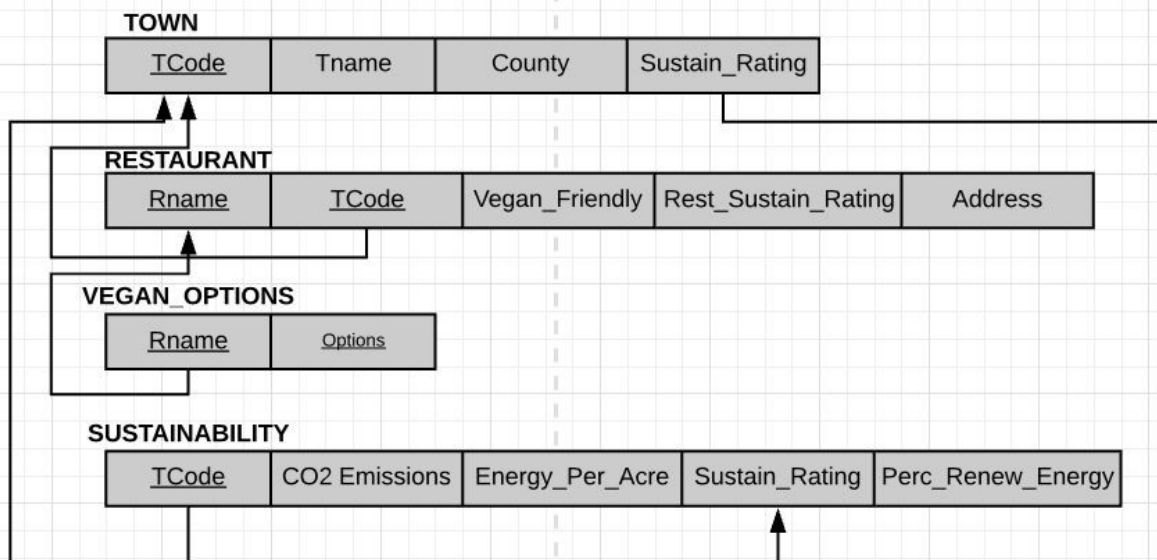 TOWN
TCode Tname County Sustain_Rating
RESTAURANT
Rname TCode Vegan_Friendly Rest_Sustain_Rating Address
VEGAN_OPTIONS
Rname Options
SUSTAINABILITY
TCode CO2 Emissions Energy_Per_Acre Sustain_Rating Perc_Renew_Energy